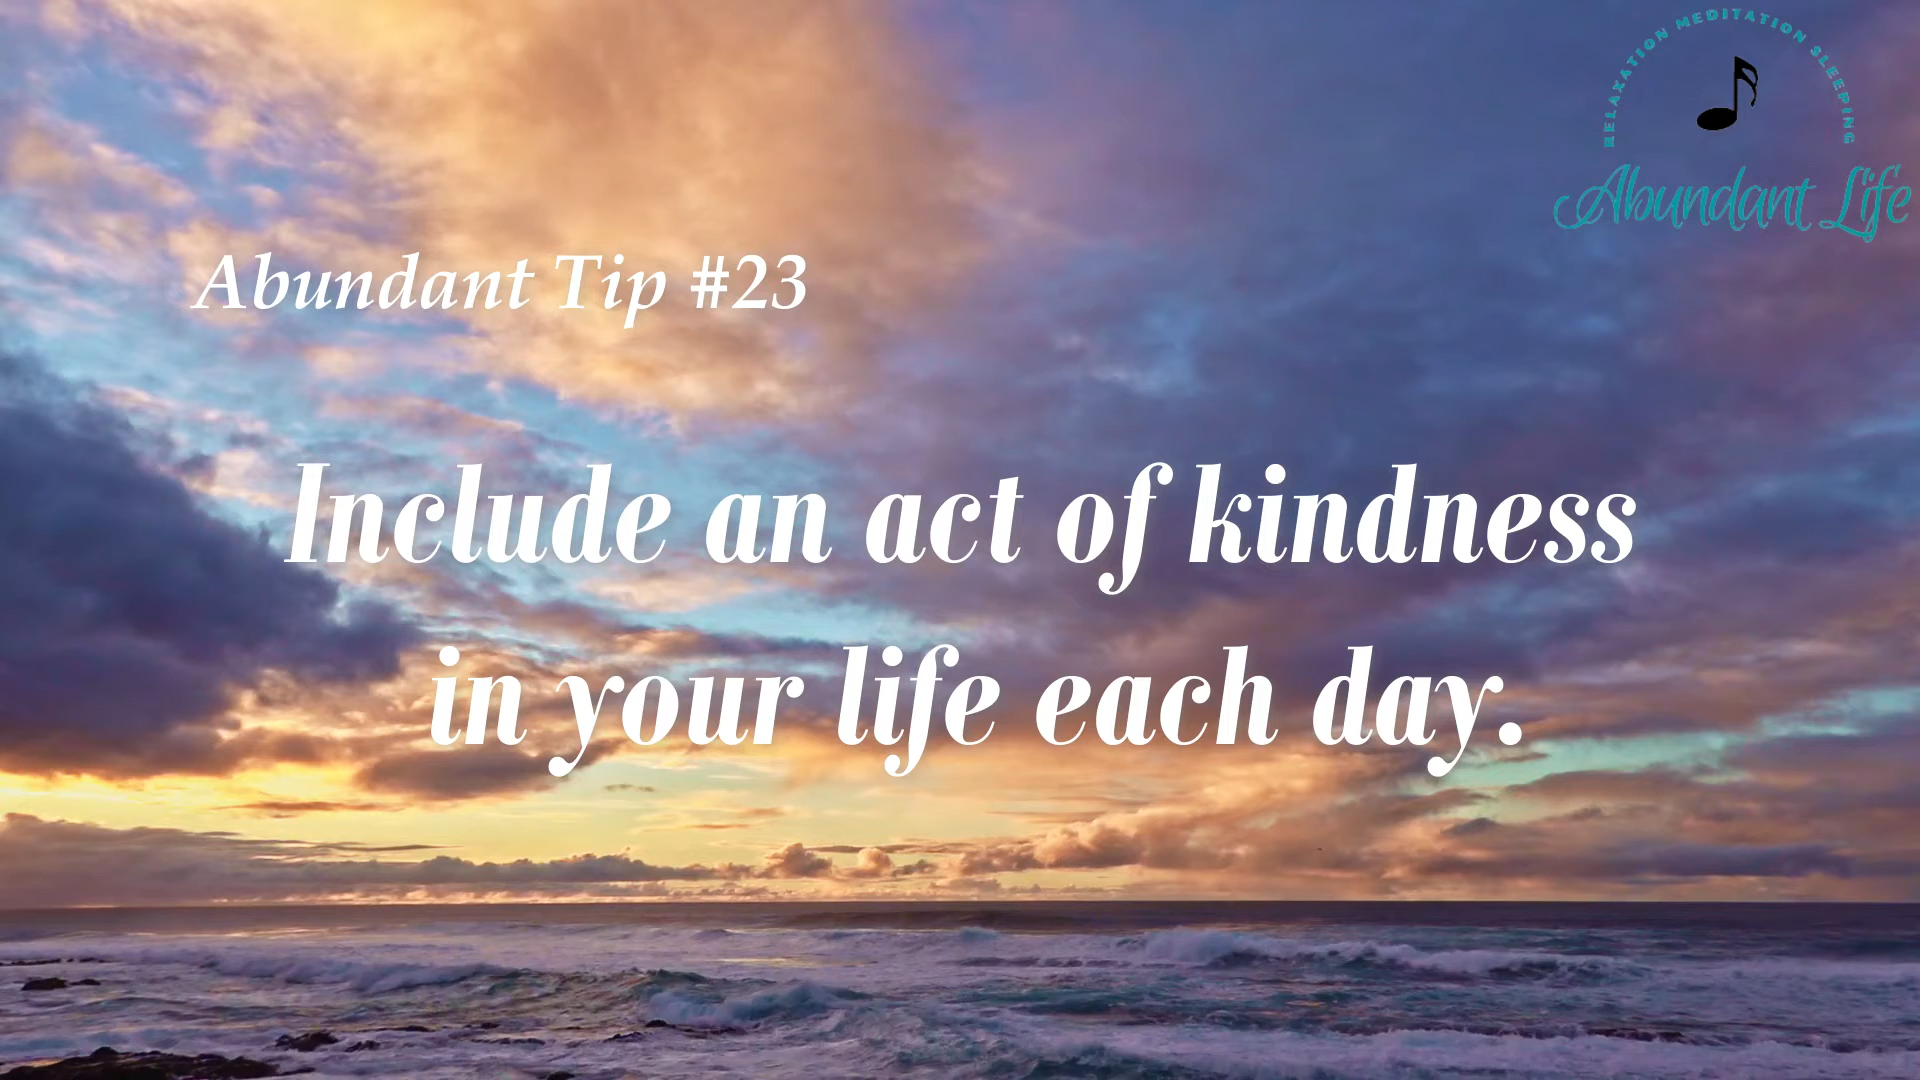 RELAXATION MEDITATION SLEEPING
Abundant Life
Abundant Tip #23
Include an act of kindness
in your life each day.